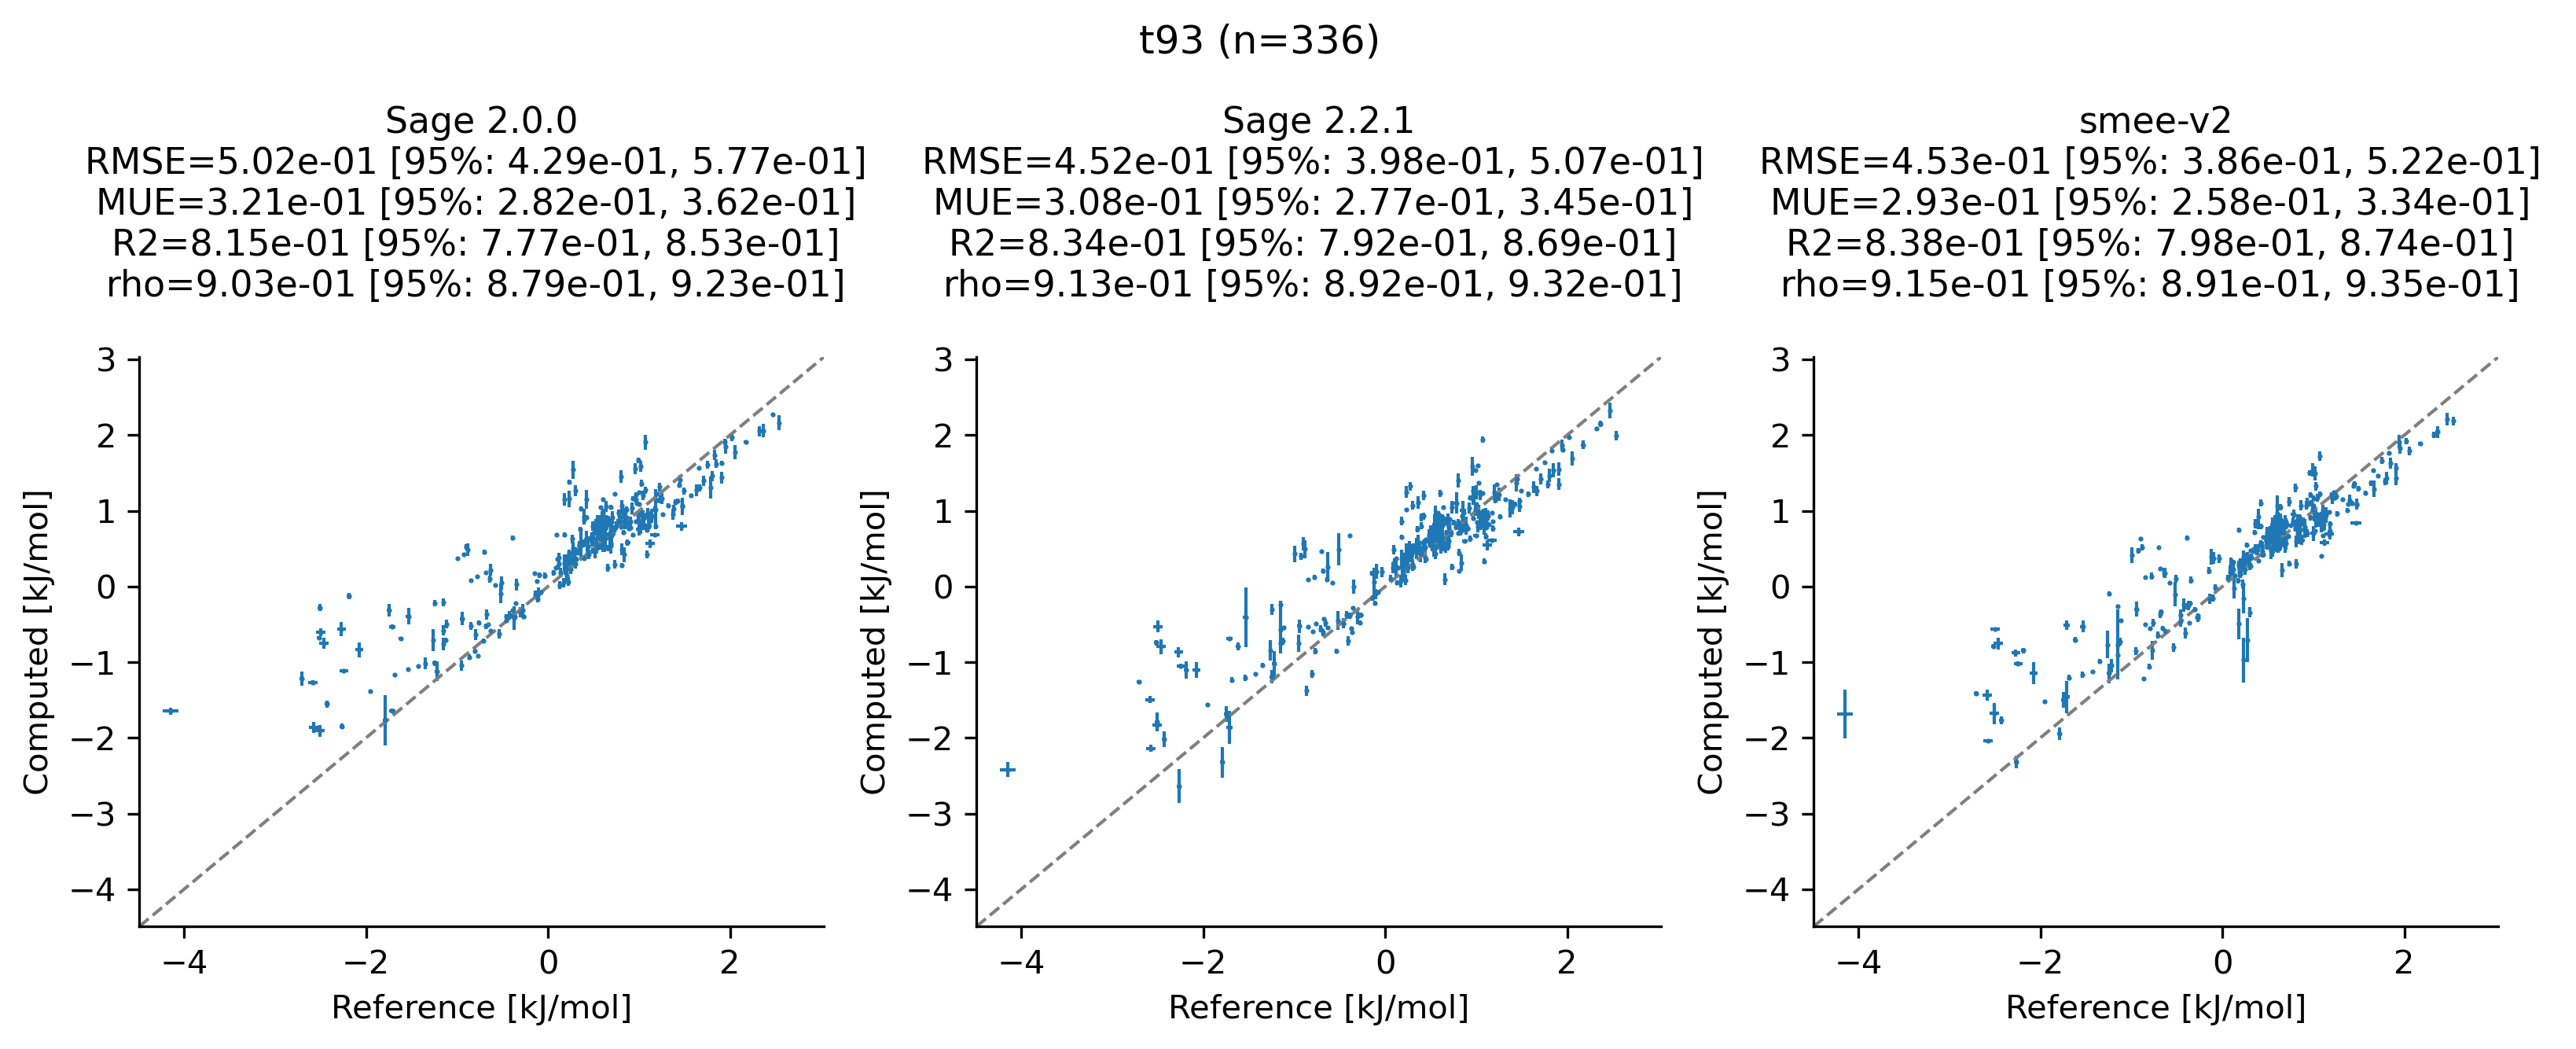 t93 (n=336)
Sage 2.0.0
RMSE=5.02e-01 [95%: 4.29e-01, 5.77e-01]
MUE=3.21e-01 [95%: 2.82e-01, 3.62e-01]
R2=8.15e-01 [95%: 7.77e-01, 8.53e-01]
rho=9.03e-01 [95%: 8.79e-01, 9.23e-01]
3
2
1
0
−1
−2
−3
−4
Computed [kJ/mol]
−4
−2
0
2
Reference [kJ/mol]
Sage 2.2.1
RMSE=4.52e-01 [95%: 3.98e-01, 5.07e-01]
MUE=3.08e-01 [95%: 2.77e-01, 3.45e-01]
R2=8.34e-01 [95%: 7.92e-01, 8.69e-01]
rho=9.13e-01 [95%: 8.92e-01, 9.32e-01]
3
2
1
0
−1
−2
−3
−4
Computed [kJ/mol]
−4
−2
0
2
Reference [kJ/mol]
smee-v2
RMSE=4.53e-01 [95%: 3.86e-01, 5.22e-01]
MUE=2.93e-01 [95%: 2.58e-01, 3.34e-01]
R2=8.38e-01 [95%: 7.98e-01, 8.74e-01]
rho=9.15e-01 [95%: 8.91e-01, 9.35e-01]
3
2
1
0
−1
−2
−3
−4
Computed [kJ/mol]
−4
−2
0
2
Reference [kJ/mol]